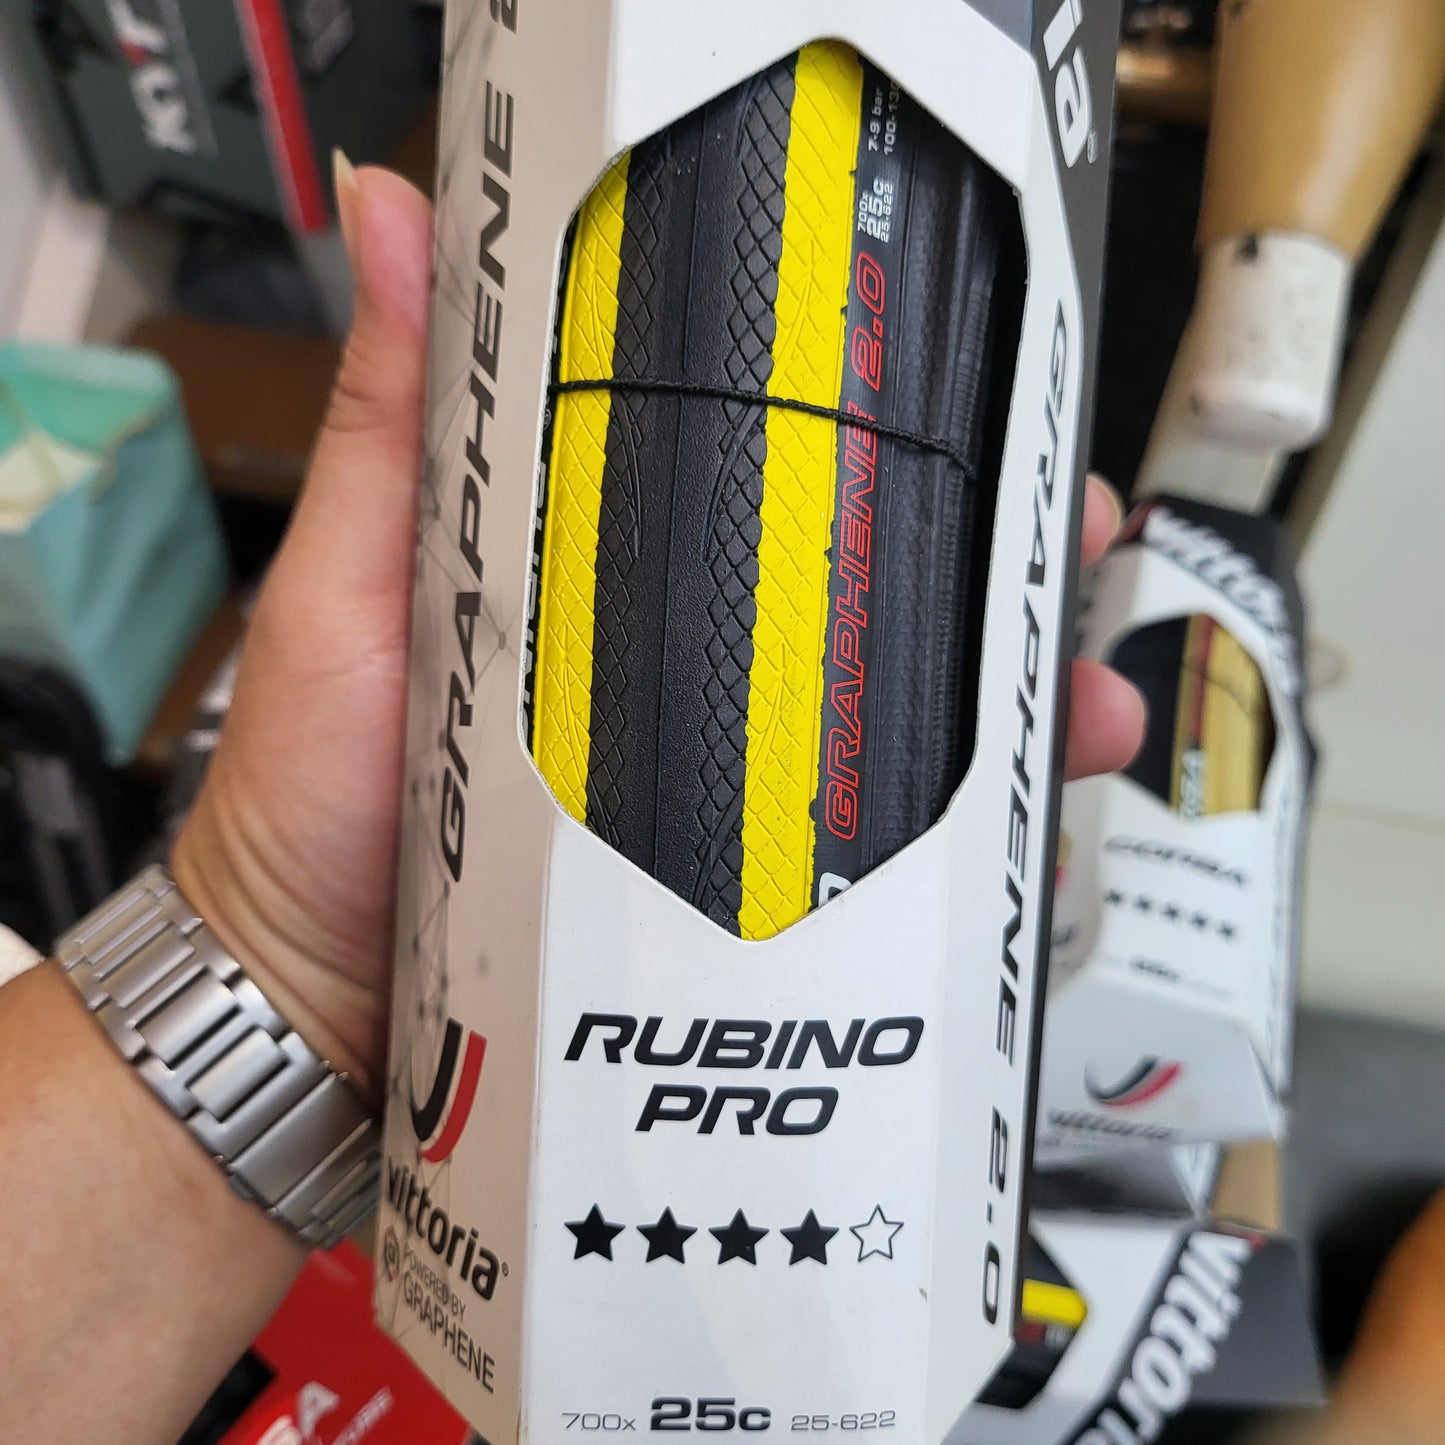 GRAPHENE 2
7-9 bar
700x
25c
25-622
GRAPHENE 2.0
GRAPHENE 2.0
RUBINO
PRO
700x 25c 25-622
vittoria
POWERED BY
GRAPHENE
vittoria
CORSA
vittoria
vittoria